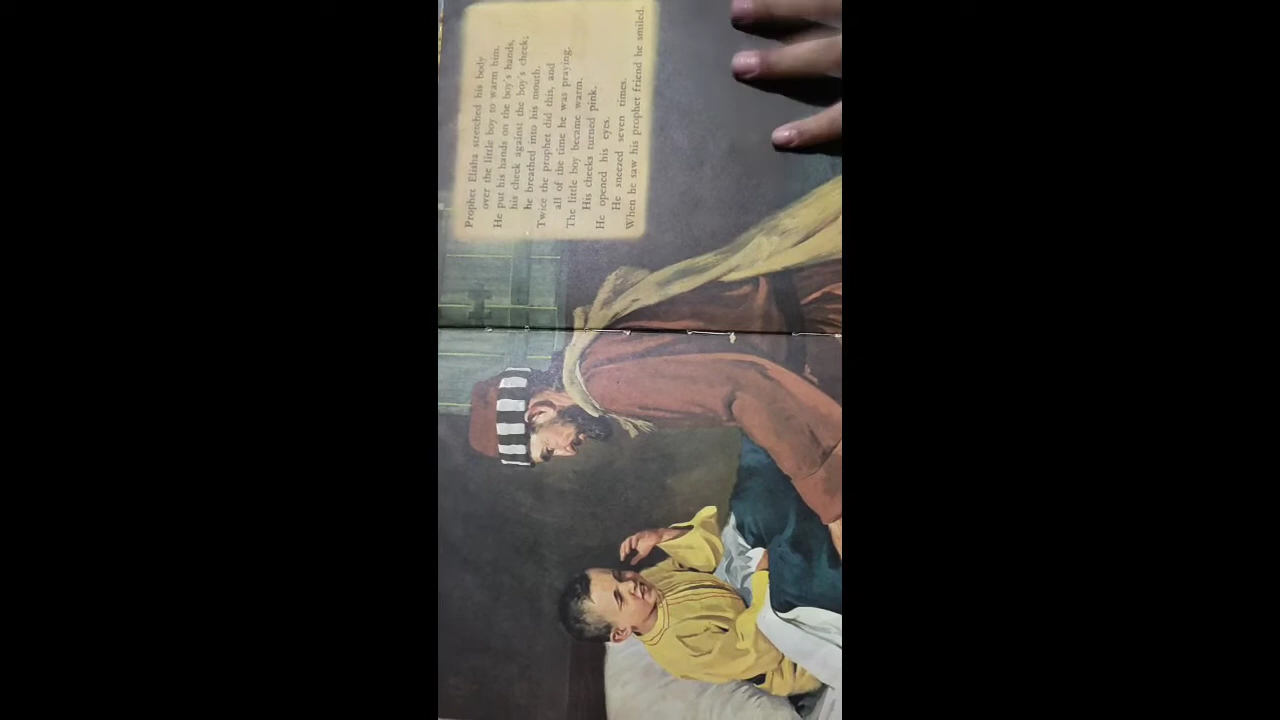 Prophet Elisha stretched his body
over the little boy to warm him.
He put his hands on the boy's hands,
his cheek against the boy's cheek;
he breathed into his mouth.
Twice the prophet did this, and
all of the time he was praying.
The little boy became warm.
His cheeks turned pink.
He opened his eyes.
He sneezed seven times.
When he saw his prophet friend he smiled.